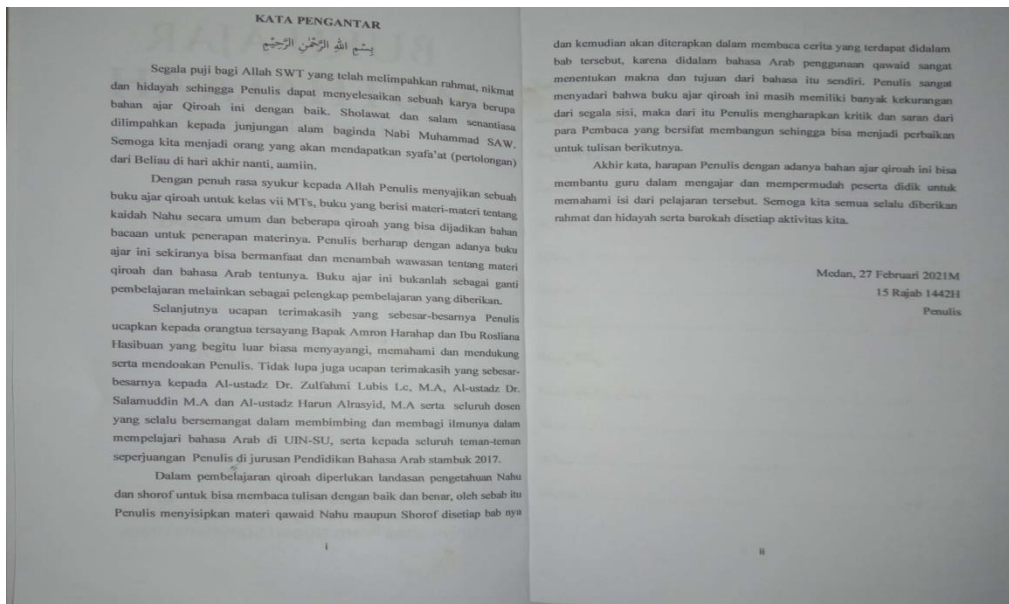 KATA PENGANTAR
بِسْمِ اللهِ الرَّحْمٰنِ الرَّحِيْمِ
Segala puji bagi Allah SWT yang telah melimpahkan rahmat, nikmat
dan hidayah sehingga Penulis dapat menyelesaikan sebuah karya berupa
bahan ajar Qiroah ini dengan baik. Sholawat dan salam senantiasa
dilimpahkan kepada junjungan alam baginda Nabi Muhammad SAW.
Semoga kita menjadi orang yang akan mendapatkan syafa'at (pertolongan)
dari Beliau di hari akhir nanti, aamiin.
Dengan penuh rasa syukur kepada Allah Penulis menyajikan sebuah
buku ajar qiroah untuk kelas vii MTs, buku yang berisi materi-materi tentang
kaidah Nahu secara umum dan beberapa qiroah yang bisa dijadikan bahan
bacaan untuk penerapan materinya. Penulis berharap dengan adanya buku
ajar ini sekiranya bisa bermanfaat dan menambah wawasan tentang materi
qiroah dan bahasa Arab tentunya. Buku ajar ini bukanlah sebagai ganti
pembelajaran melainkan sebagai pelengkap pembelajaran yang diberikan.
Selanjutnya ucapan terimakasih yang sebesar-besarnya Penulis
ucapkan kepada orangtua tersayang Bapak Amron Harahap dan Ibu Rosliana
Hasibuan yang begitu luar biasa menyayangi, memahami dan mendukung
serta mendoakan Penulis. Tidak lupa juga ucapan terimakasih yang sebesar-
besarnya kepada Al-ustadz Dr. Zulfahmi Lubis Lc, M.A, Al-ustadz Dr.
Salamuddin M.A dan Al-ustadz Harun Alrasyid, M.A serta seluruh dosen
yang selalu bersemangat dalam membimbing dan membagi ilmunya dalam
mempelajari bahasa Arab di UIN-SU, serta kepada seluruh teman-teman
seperjuangan Penulis di jurusan Pendidikan Bahasa Arab stambuk 2017.
Dalam pembelajaran qiroah diperlukan landasan pengetahuan Nahu
dan shorof untuk bisa membaca tulisan dengan baik dan benar, oleh sebab itu
Penulis menyisipkan materi qawaid Nahu maupun Shorof disetiap bab nya
i
dan kemudian akan diterapkan dalam membaca cerita yang terdapat didalam
bab tersebut, karena didalam bahasa Arab penggunaan qawaid sangat
menentukan makna dan tujuan dari bahasa itu sendiri. Penulis sangat
menyadari bahwa buku ajar qiroah ini masih memiliki banyak kekurangan
dari segala sisi, maka dari itu Penulis mengharapkan kritik dan saran dari
para Pembaca yang bersifat membangun sehingga bisa menjadi perbaikan
untuk tulisan berikutnya.
Akhir kata, harapan Penulis dengan adanya bahan ajar qiroah ini bisa
membantu guru dalam mengajar dan mempermudah peserta didik untuk
memahami isi dari pelajaran tersebut. Semoga kita semua selalu diberikan
rahmat dan hidayah serta barokah disetiap aktivitas kita.
Medan, 27 Februari 2021M
15 Rajab 1442H
Penulis
ii